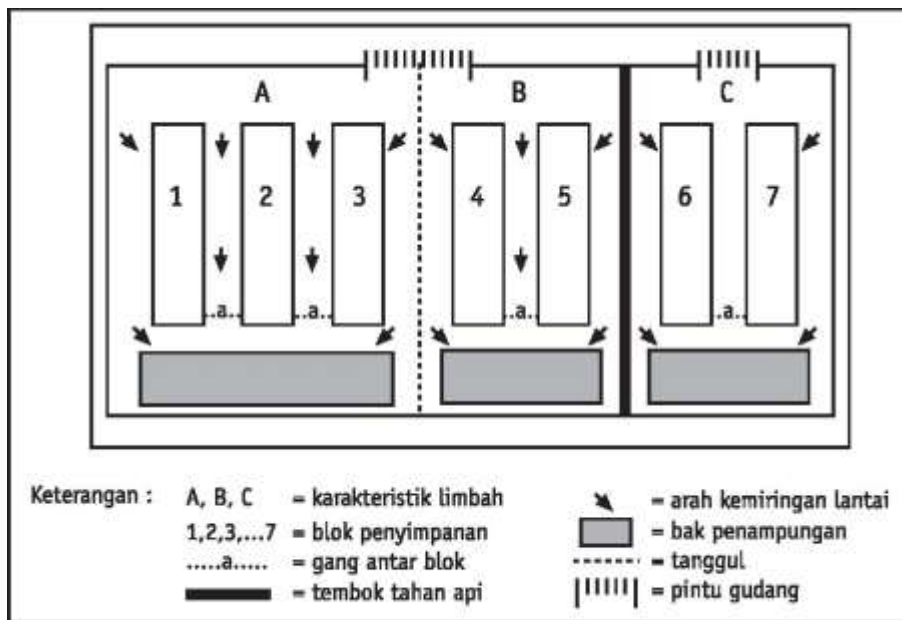 A B C
1 2 3 4 5 6 7
..a.. ..a.. ..a.. ..a..
Keterangan :
A, B, C = karakteristik limbah
1,2,3,...7 = blok penyimpanan
.....a..... = gang antar blok
= tembok tahan api
= arah kemiringan lantai
= bak penampungan
= tanggul
= pintu gudang